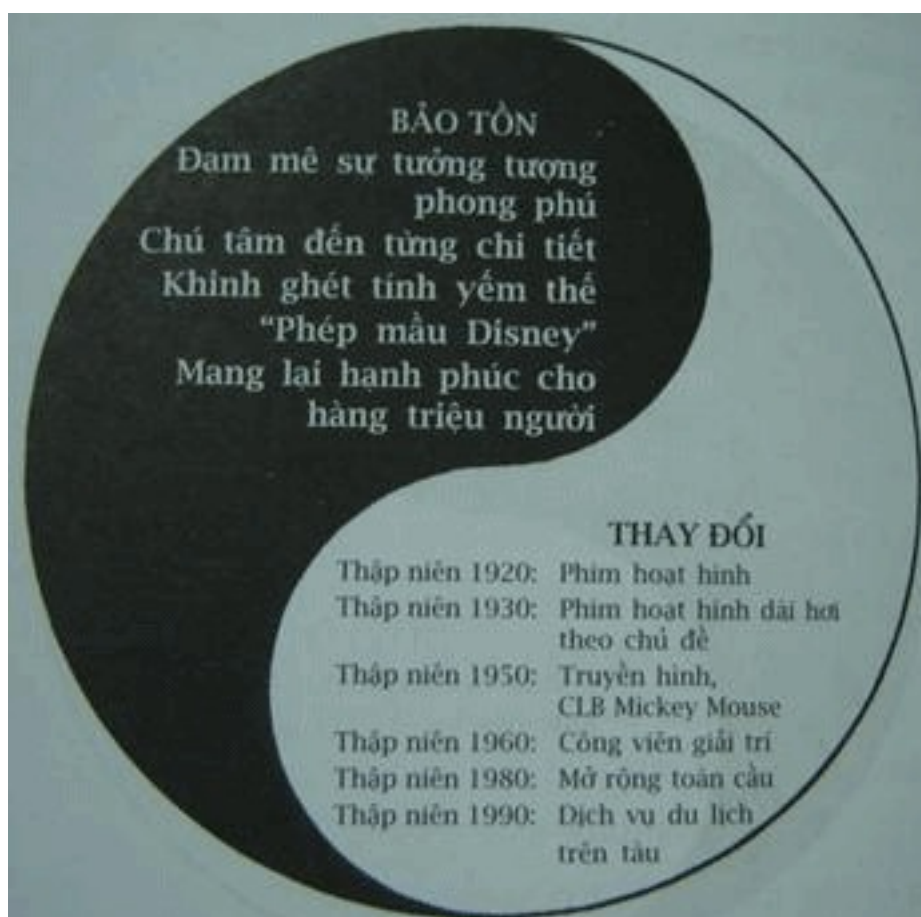 BẢO TỒN
Đam mê sự tưởng tượng
phong phú
Chú tâm đến từng chi tiết
Khinh ghét tính yếm thế
“Phép mầu Disney”
Mang lại hạnh phúc cho
hàng triệu người
THAY ĐỔI
Thập niên 1920: Phim hoạt hình
Thập niên 1930: Phim hoạt hình dài hơi
theo chủ đề
Thập niên 1950: Truyền hình,
CLB Mickey Mouse
Thập niên 1960: Công viên giải trí
Thập niên 1980: Mở rộng toàn cầu
Thập niên 1990: Dịch vụ du lịch
trên tàu